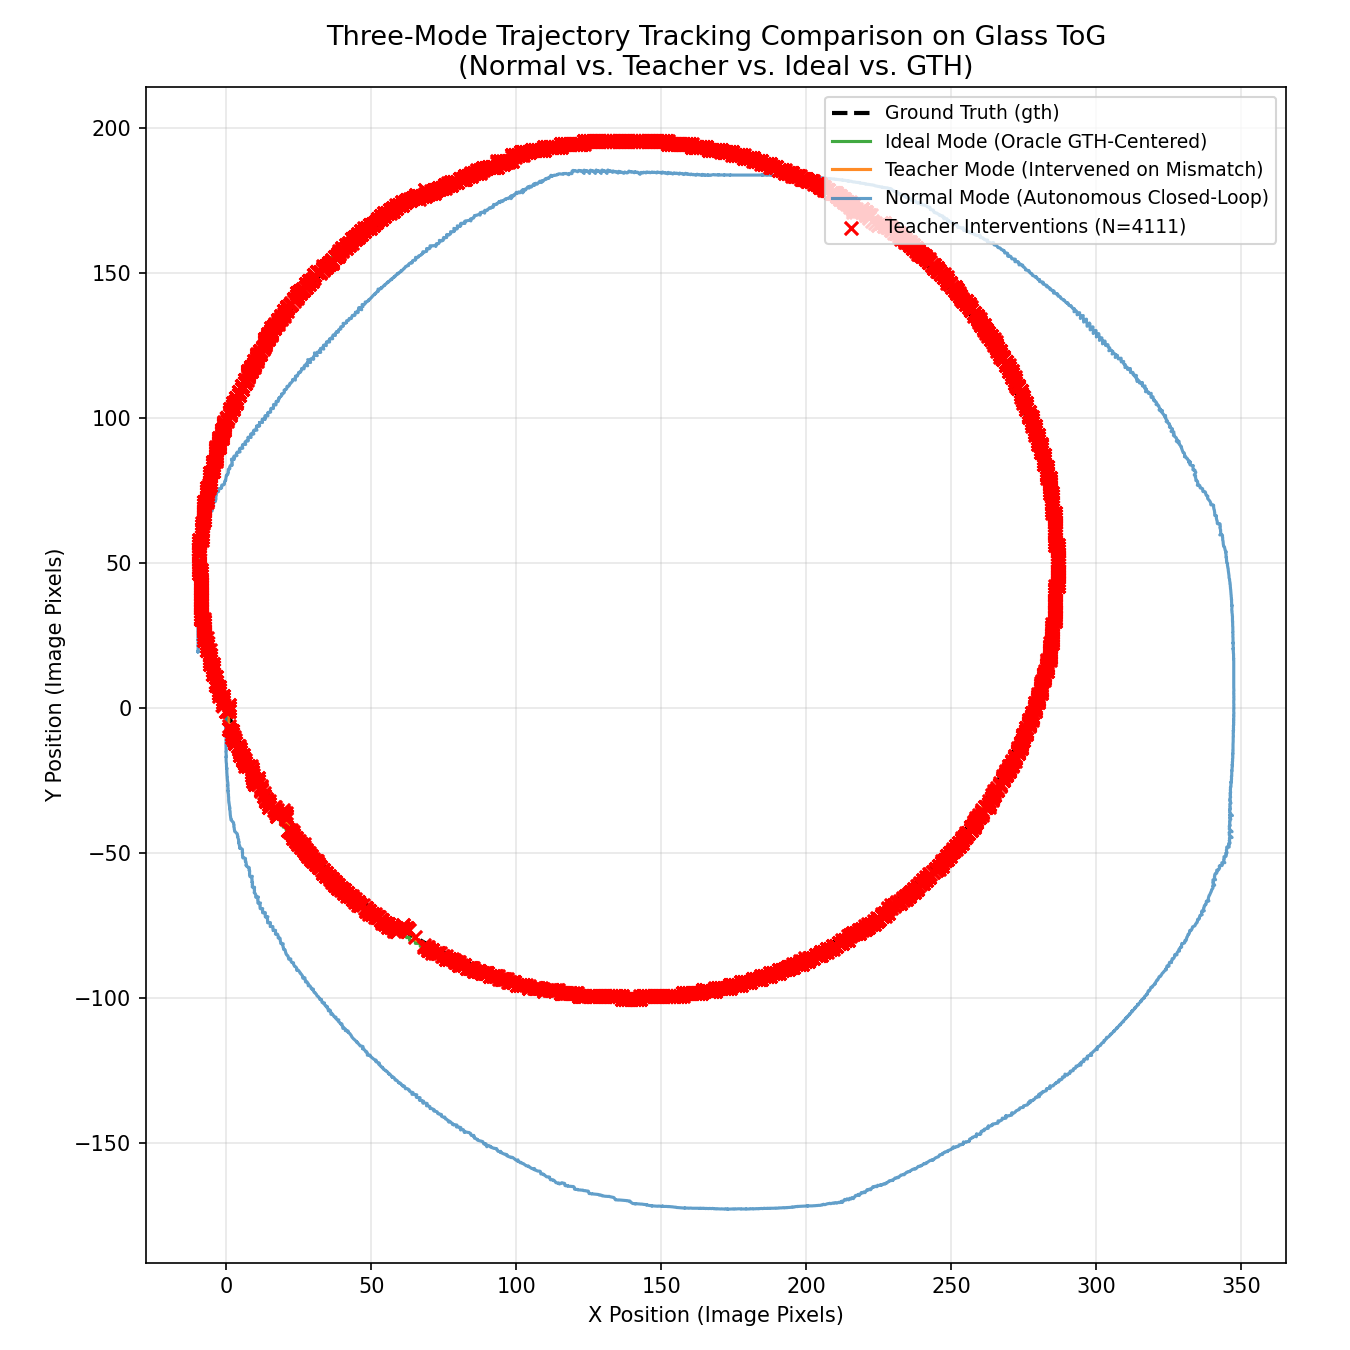 Three-Mode Trajectory Tracking Comparison on Glass ToG
(Normal vs. Teacher vs. Ideal vs. GTH)
Ground Truth (gth)
Ideal Mode (Oracle GTH-Centered)
Teacher Mode (Intervened on Mismatch)
Normal Mode (Autonomous Closed-Loop)
Teacher Interventions (N=4111)
Y Position (Image Pixels)
200
150
100
50
0
−50
−100
−150
0 50 100 150 200 250 300 350
X Position (Image Pixels)